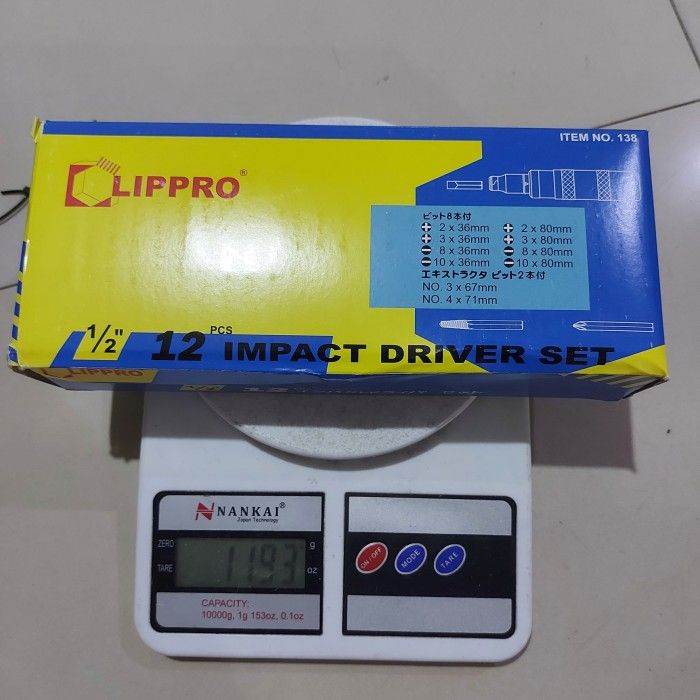 ITEM NO. 138
LIPPRO®
ビット8本付
2 x 36mm 2 x 80mm
3 x 36mm 3 x 80mm
8 x 36mm 8 x 80mm
10 x 36mm 10 x 80mm
エキストラクタ ビット2本付
NO. 3 x 67mm
NO. 4 x 71mm
1/2" 12 PCS IMPACT DRIVER SET
LIPPRO
NANKAI®
Japan Technology
ZERO
TARE
1193
g
oz
CAPACITY:
10000g, 1g 153oz, 0.1oz
ON / OFF
MODE
TARE